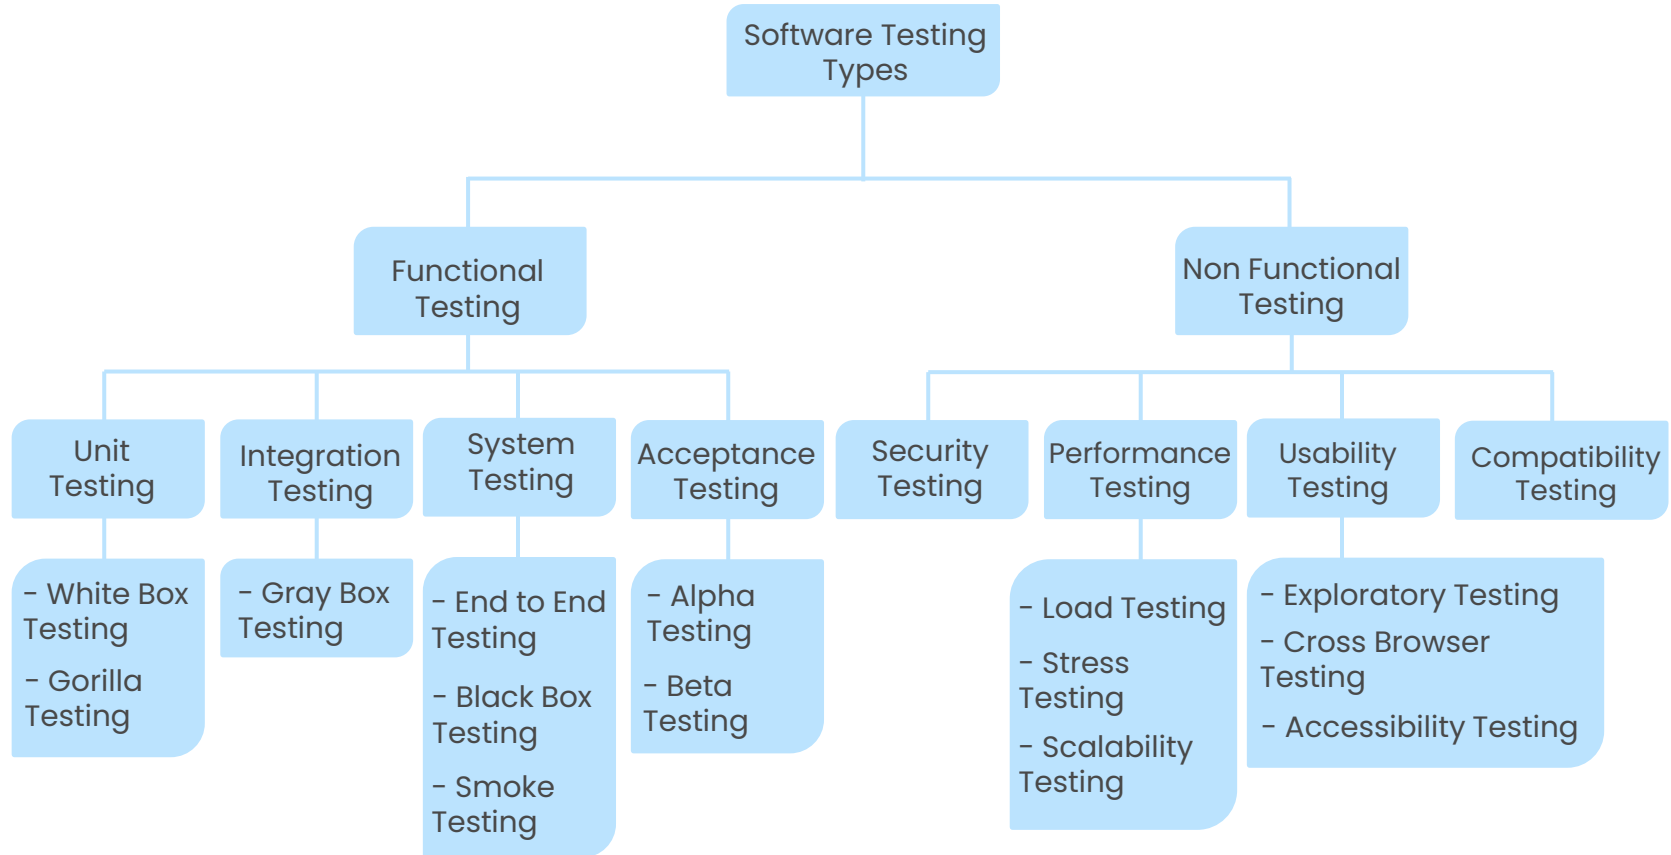 Software Testing
Types
Functional
Testing
Non Functional
Testing
Unit
Testing
Integration
Testing
System
Testing
Acceptance
Testing
Security
Testing
Performance
Testing
Usability
Testing
Compatibility
Testing
- White Box
Testing
- Gorilla
Testing
- Gray Box
Testing
- End to End
Testing
- Black Box
Testing
- Smoke
Testing
- Alpha
Testing
- Beta
Testing
- Load Testing
- Stress
Testing
- Scalability
Testing
- Exploratory Testing
- Cross Browser
Testing
- Accessibility Testing